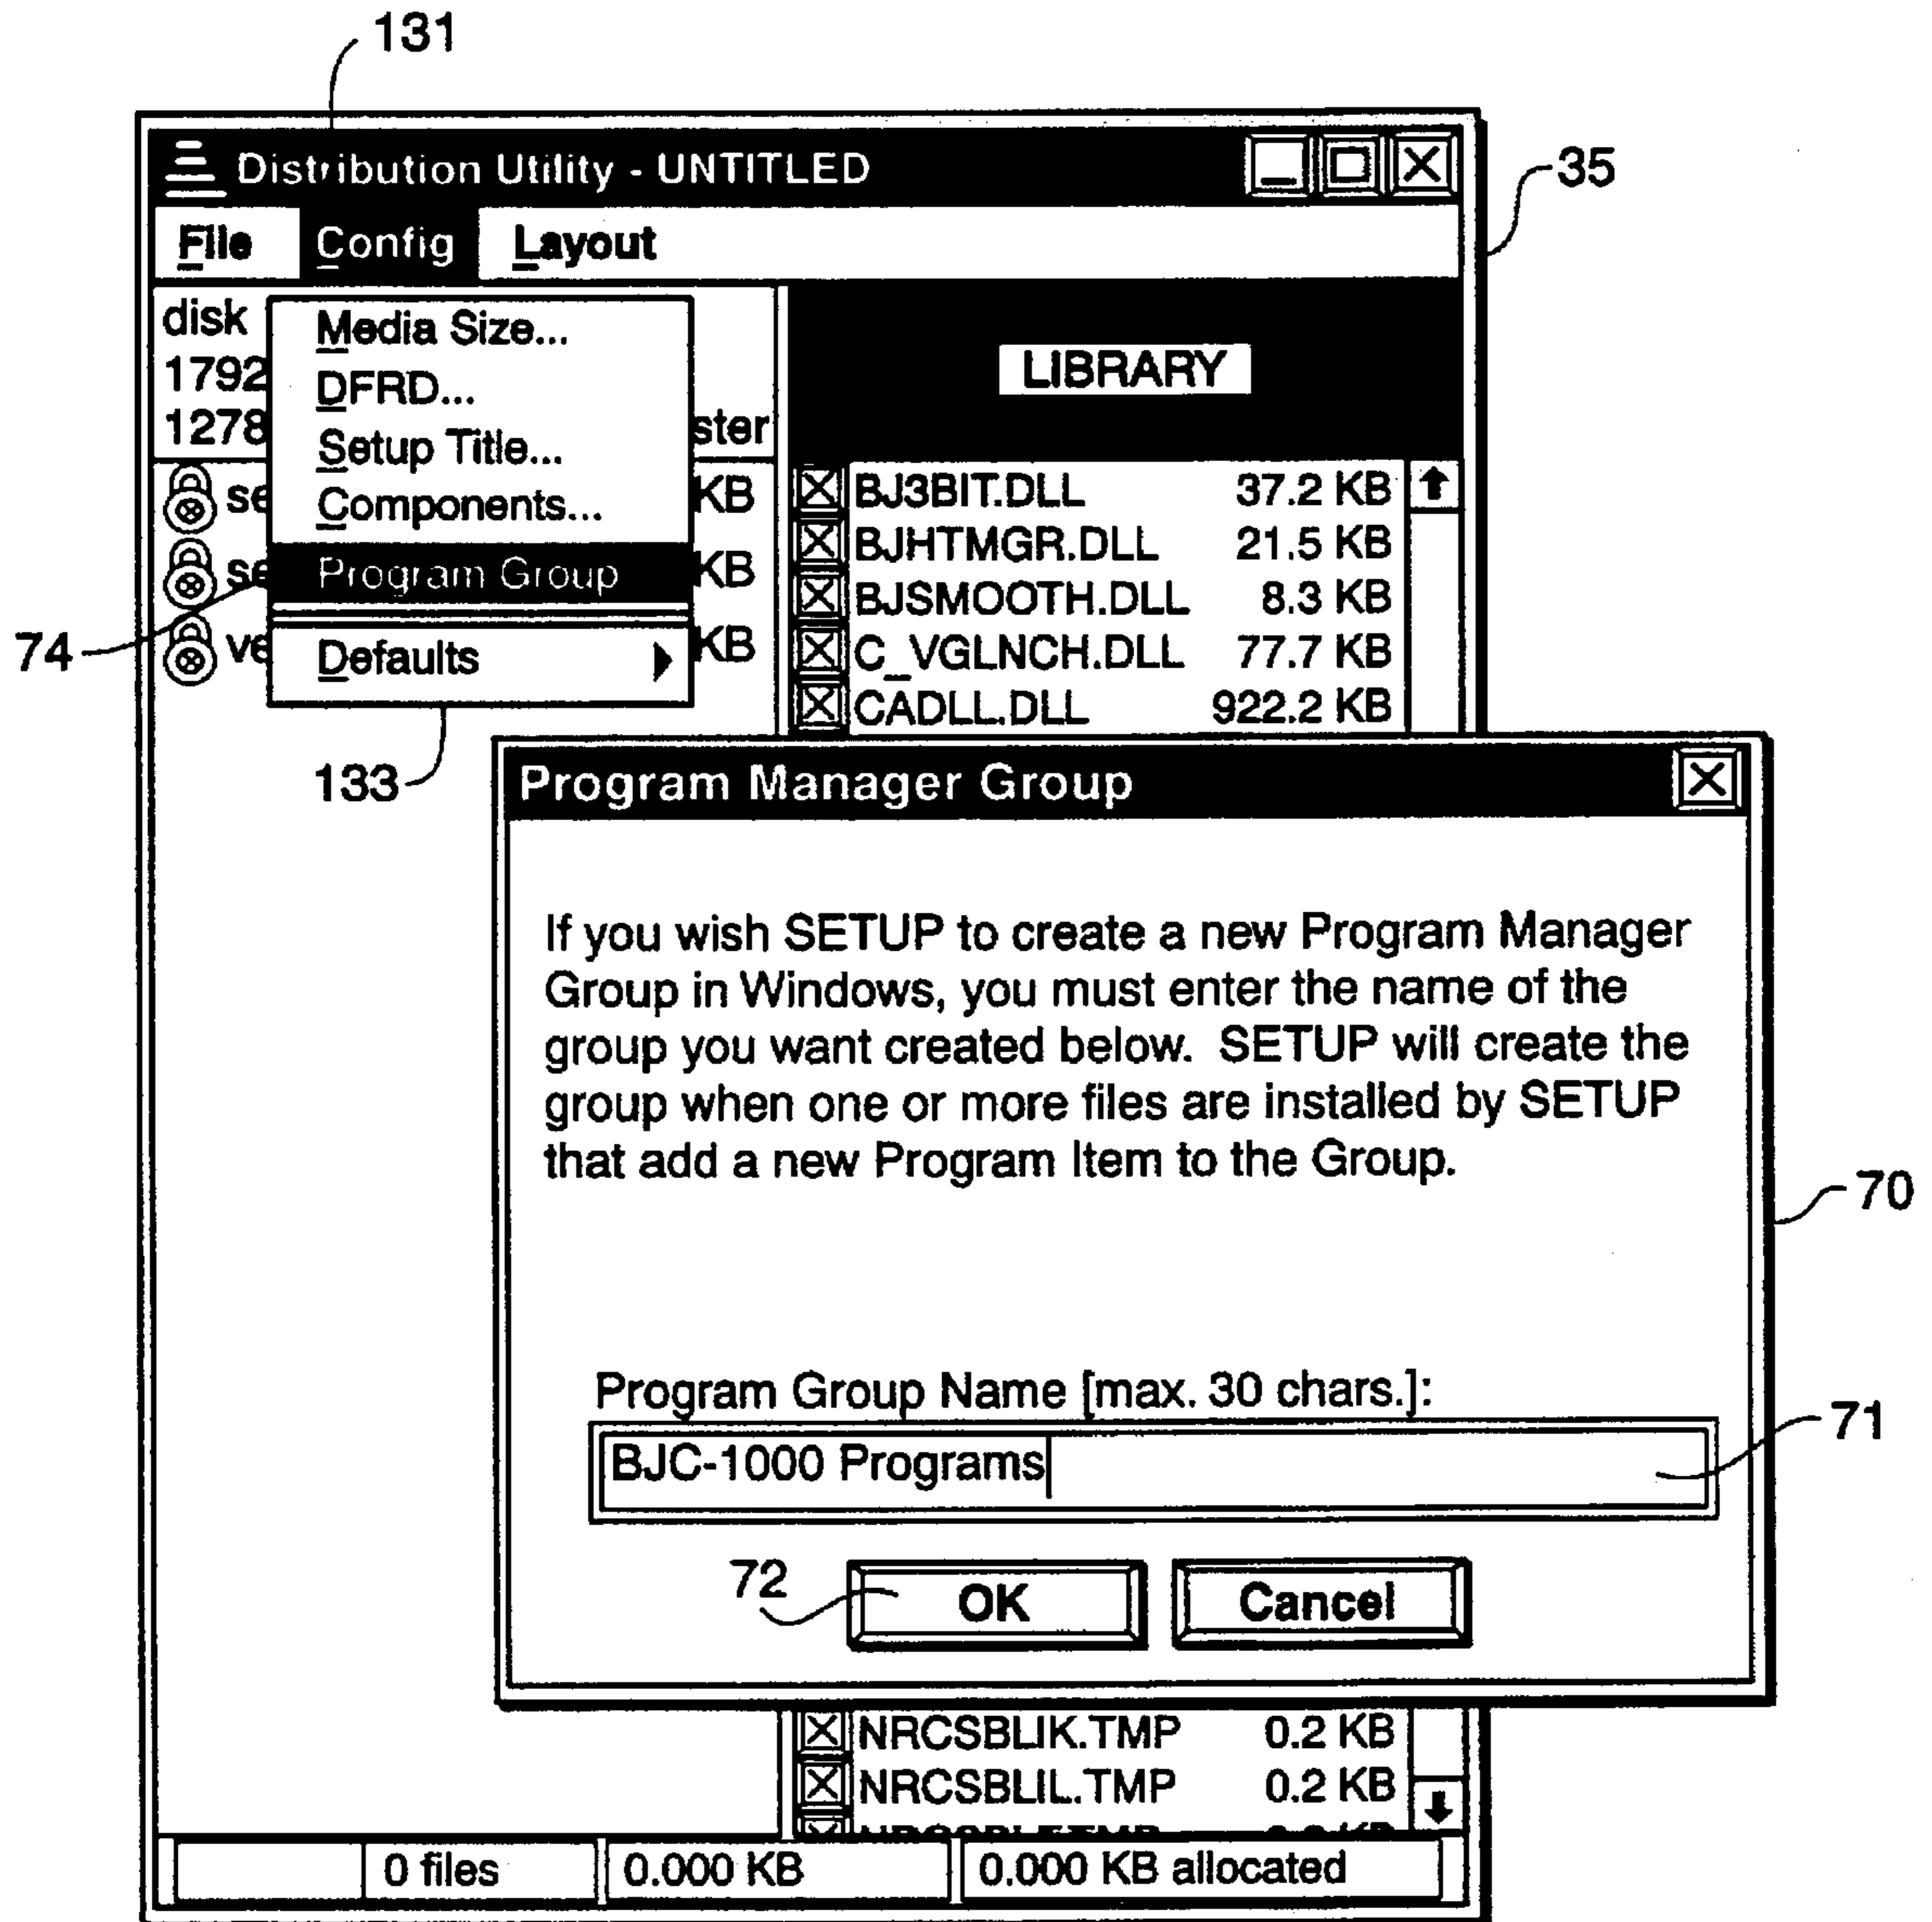 131
Distribution Utility - UNTITLED
35
File Config Layout
disk
1792
1278 ster
Media Size...
DFRD...
Setup Title...
Components...
Program Group
Defaults
LIBRARY
se KB
se KB
ve KB
BJ3BIT.DLL 37.2 KB
BJHTMGR.DLL 21.5 KB
BJSMOOTH.DLL 8.3 KB
C_VGLNCH.DLL 77.7 KB
CADLL.DLL 922.2 KB
74
133
Program Manager Group
If you wish SETUP to create a new Program Manager
Group in Windows, you must enter the name of the
group you want created below. SETUP will create the
group when one or more files are installed by SETUP
that add a new Program Item to the Group.
70
Program Group Name [max. 30 chars.]:
BJC-1000 Programs
71
72
OK Cancel
NRCSBLIK.TMP 0.2 KB
NRCSBLIL.TMP 0.2 KB
0 files 0.000 KB 0.000 KB allocated